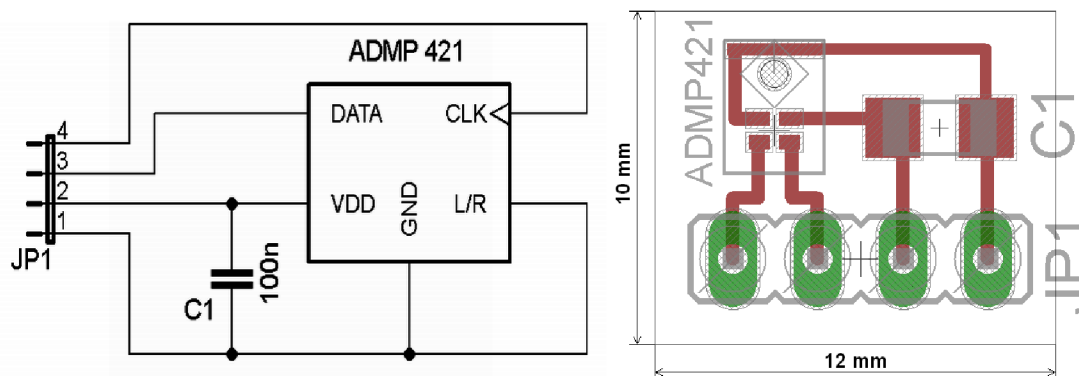 ADMP 421
DATA
CLK
VDD
GND
L/R
4
3
2
1
JP1
C1
100n
ADMP421
C1
JP1
10 mm
12 mm